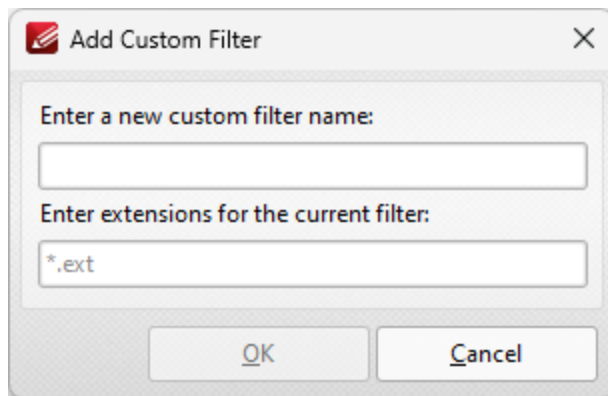 Add Custom Filter
Enter a new custom filter name:
Enter extensions for the current filter:
*.ext
OK
Cancel